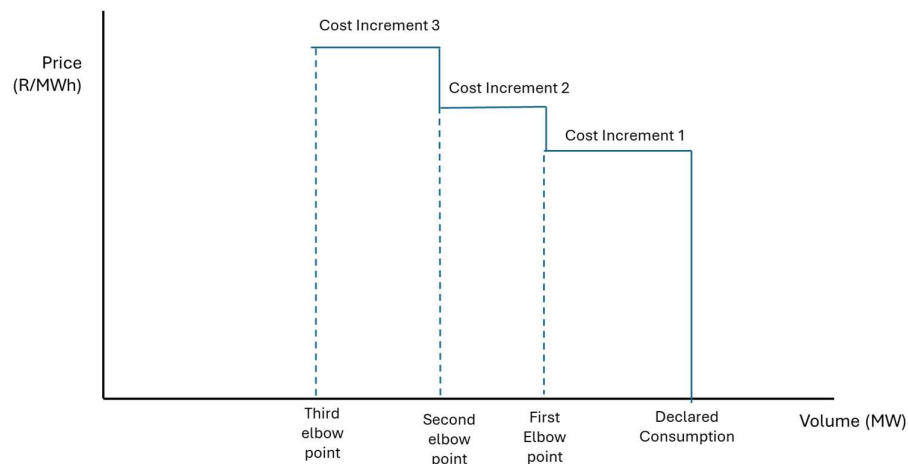 Cost Increment 3
Price
(R/MWh)
Cost Increment 2
Cost Increment 1
Third
elbow
point
Second
elbow
point
First
Elbow
point
Declared
Consumption
Volume (MW)